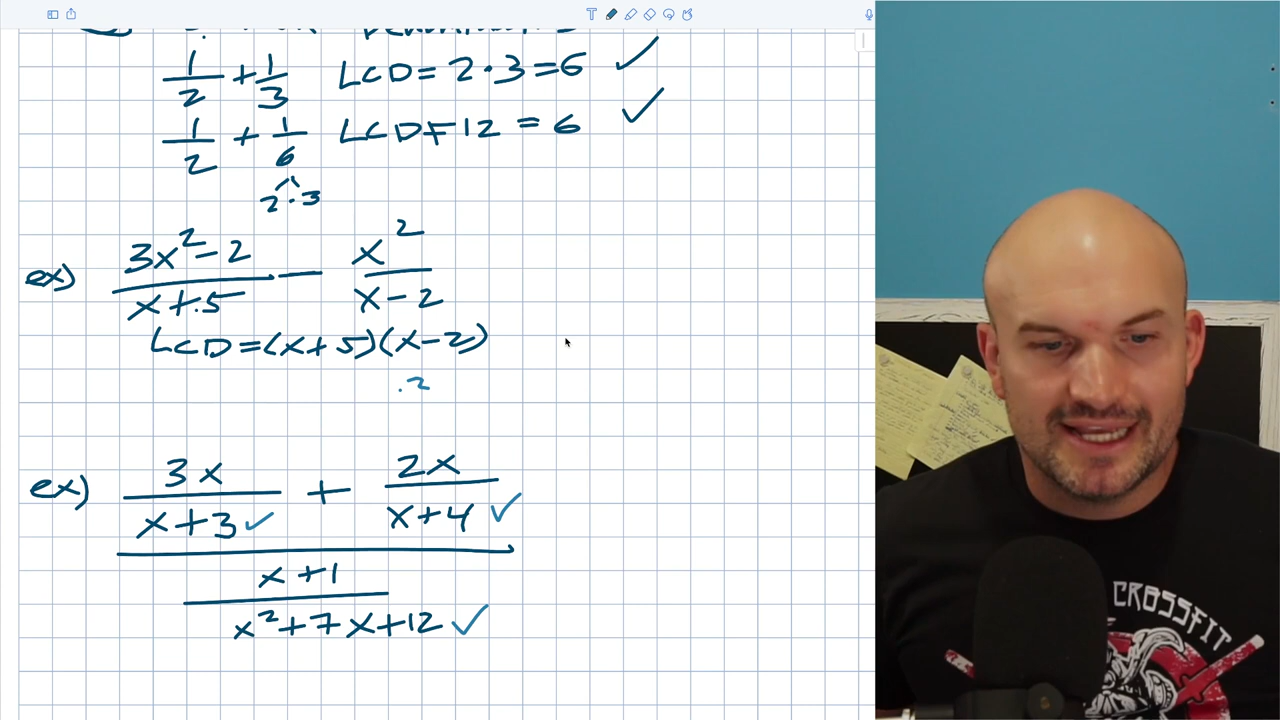 1/2 + 1/3 LCD = 2 · 3 = 6 ✓
1/2 + 1/6 LCD ≠ 12 = 6 ✓
2 · 3
ex) (3x² - 2)/(x + 5) - x²/(x - 2)
LCD = (x + 5)(x - 2)
.2
ex) 3x/(x + 3) ✓ + 2x/(x + 4) ✓
(x + 1)/(x² + 7x + 12) ✓
CROSSFIT